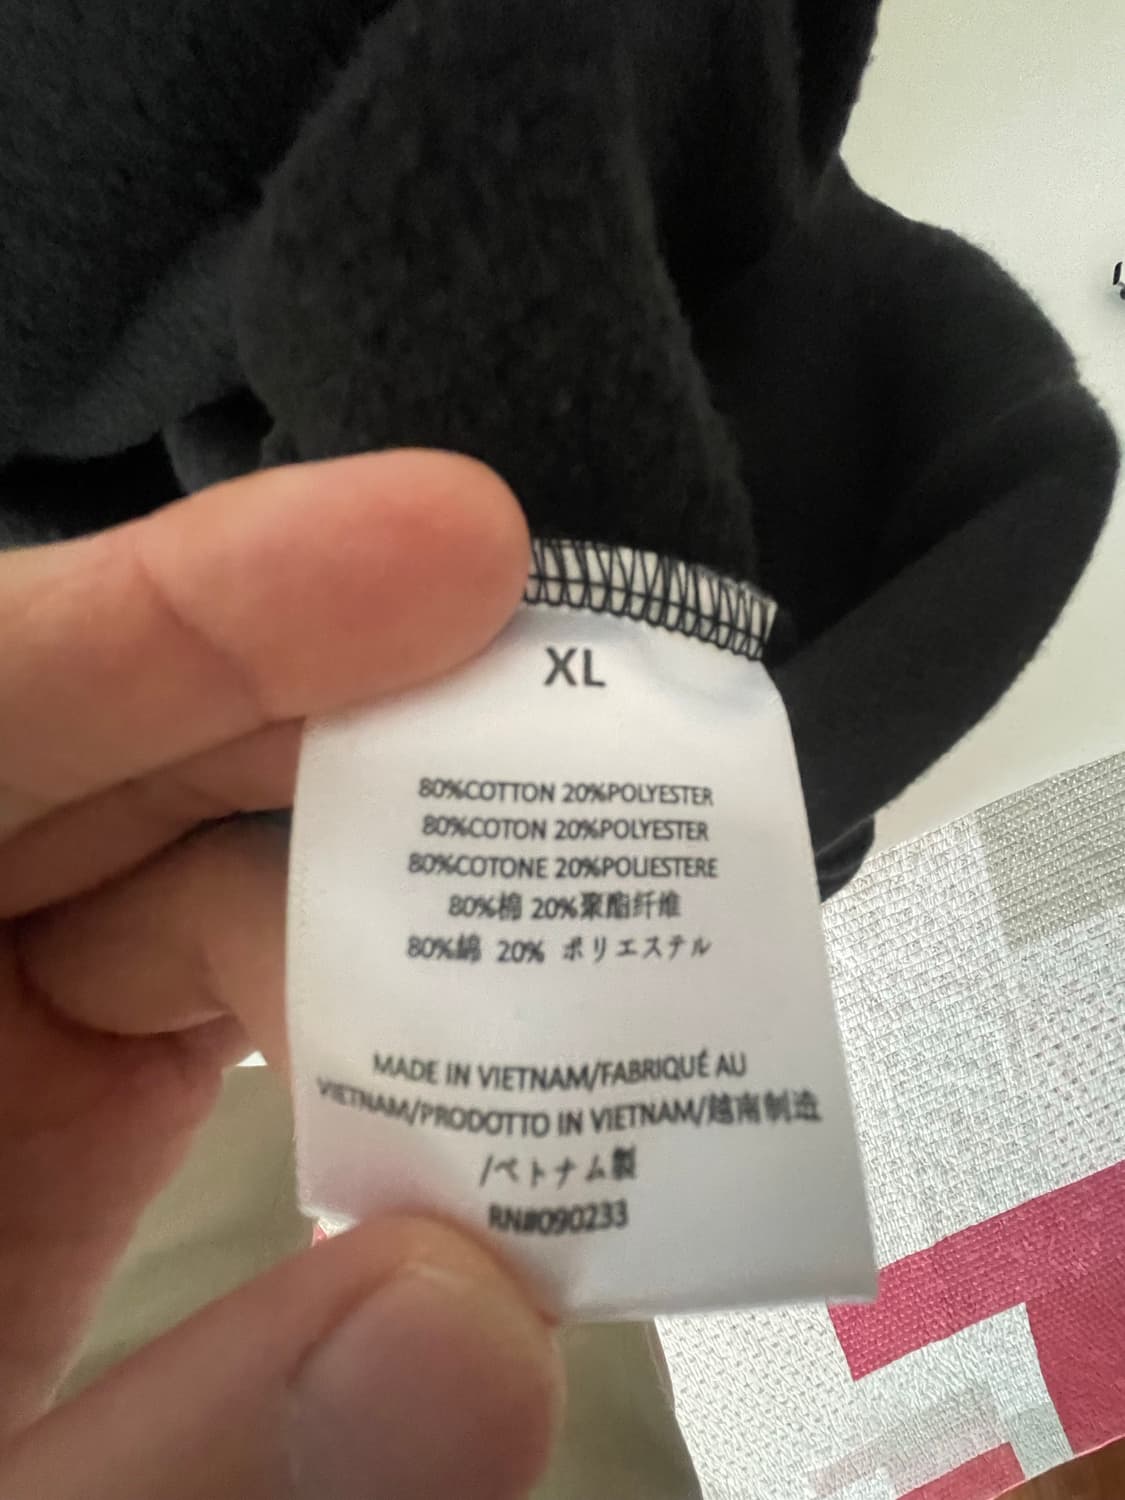 XL
80%COTTON 20%POLYESTER
80%COTON 20%POLYESTER
80%COTONE 20%POLIESTERE
80%棉 20%聚酯纤维
80%綿 20% ポリエステル
MADE IN VIETNAM/FABRIQUÉ AU
VIETNAM/PRODOTTO IN VIETNAM/越南制造
/ベトナム製
RN#090233